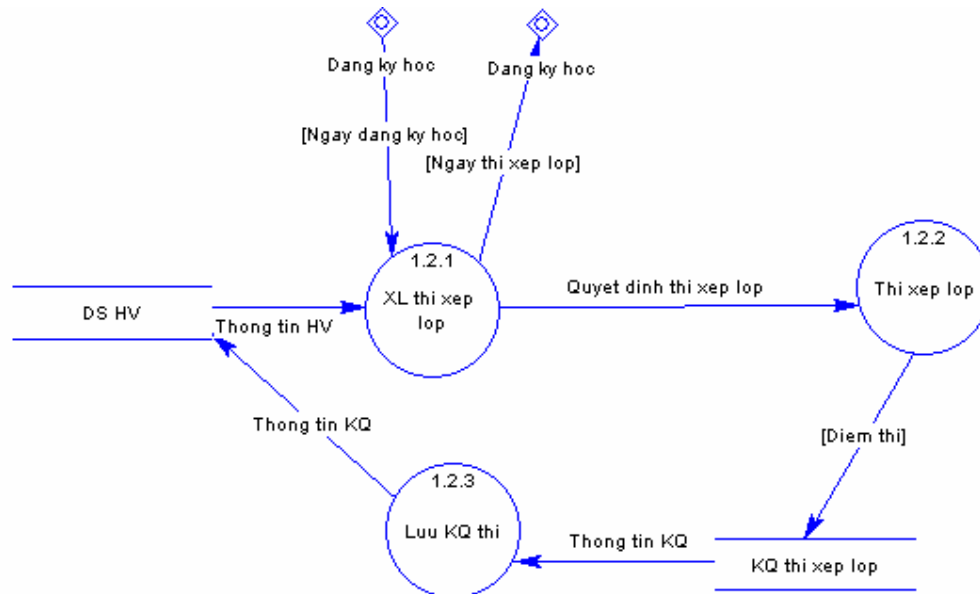 Dang ky hoc
Dang ky hoc
[Ngay dang ky hoc]
[Ngay thi xep lop]
1.2.1
XL thi xep
lop
1.2.2
Thi xep lop
Quyet dinh thi xep lop
DS HV
Thong tin HV
Thong tin KQ
[Diem thi]
1.2.3
Luu KQ thi
Thong tin KQ
KQ thi xep lop